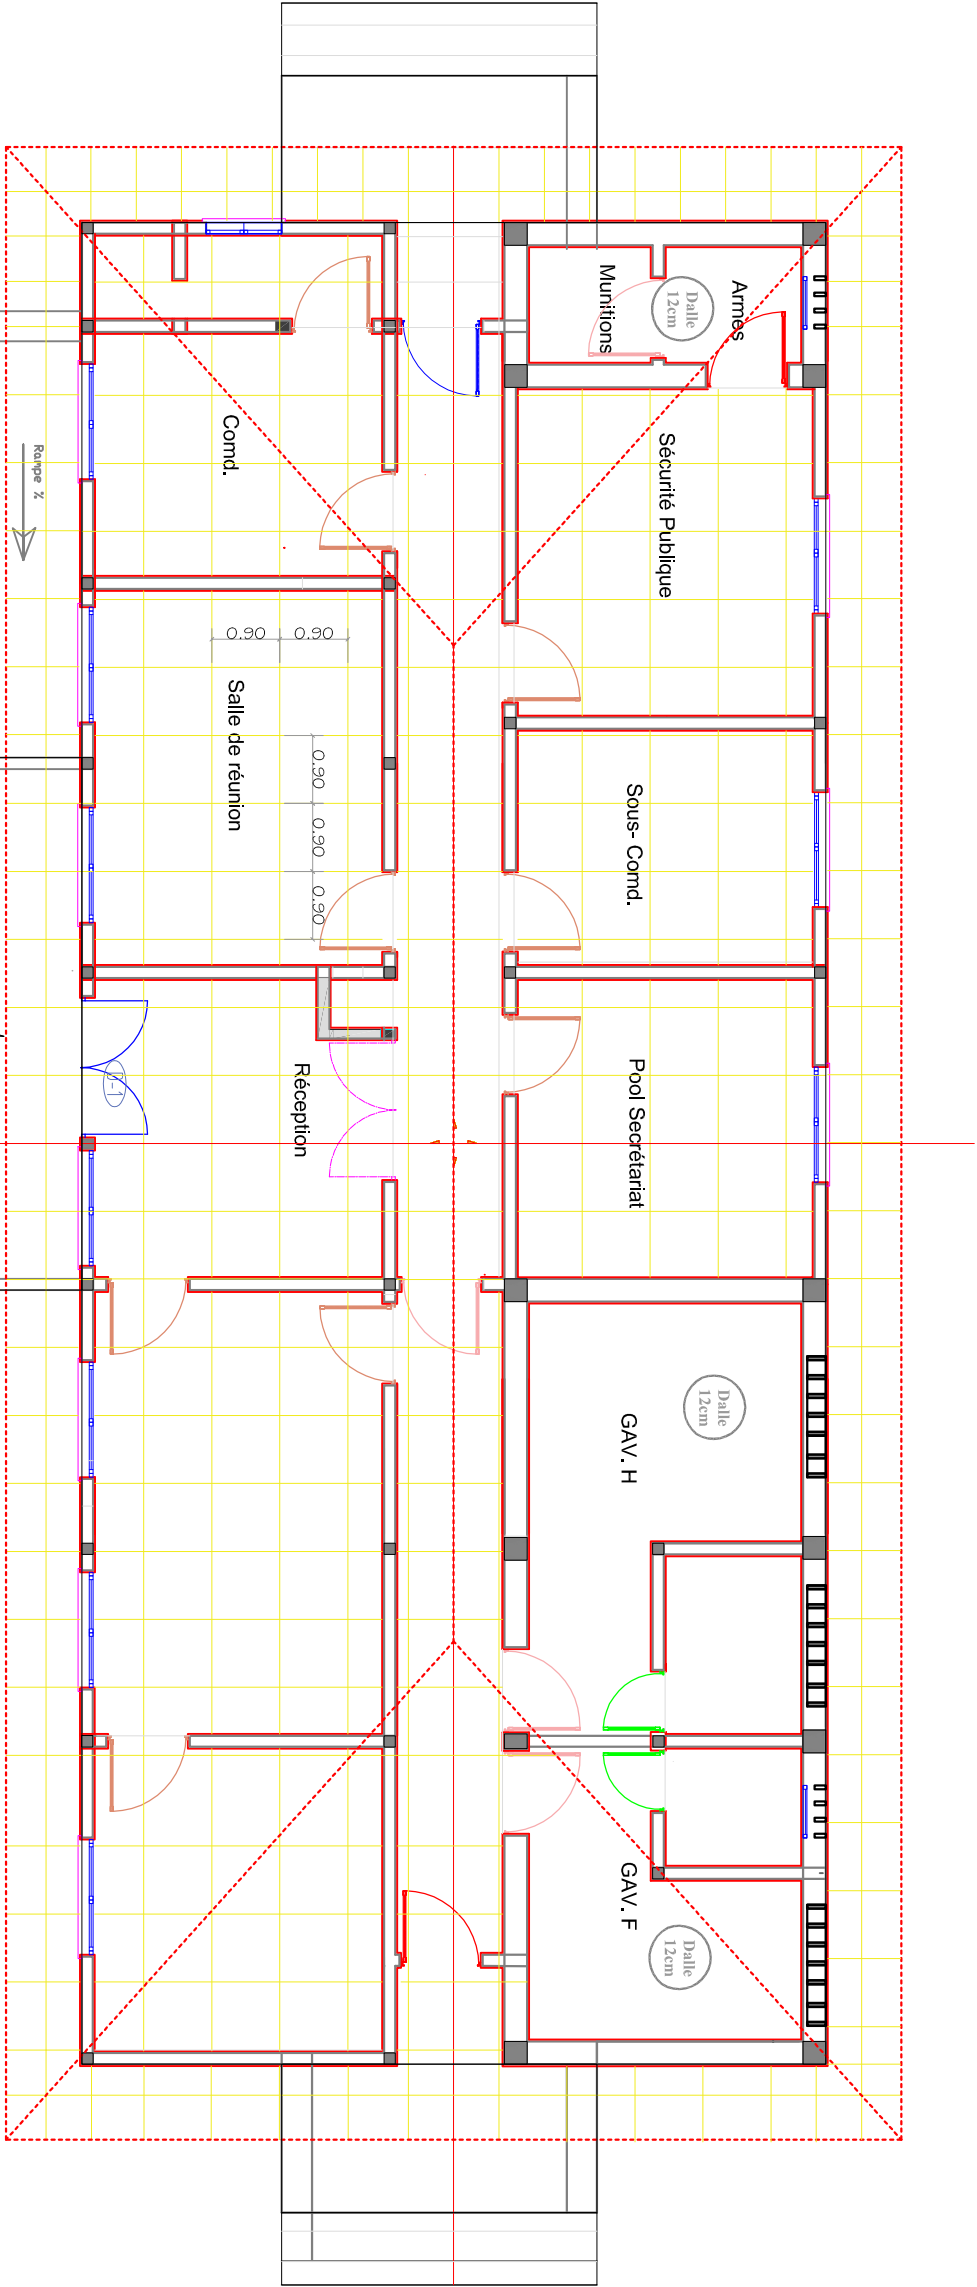 Dalle
12cm
Armes
Munitions
Sécurité Publique
Comd.
Rampe %
0.90
0.90
Salle de réunion
0.90
0.90
0.90
Sous- Comd.
Réception
D-1
Pool Secrétariat
Dalle
12cm
GAV. H
GAV. F
Dalle
12cm